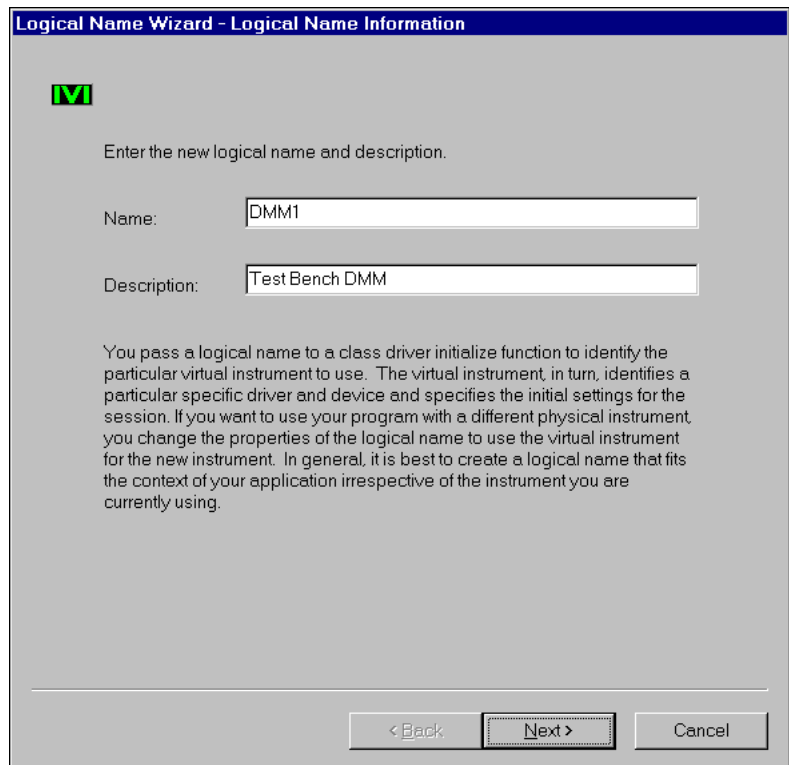 Logical Name Wizard - Logical Name Information
IVI
Enter the new logical name and description.
Name:
DMM1
Description:
Test Bench DMM
You pass a logical name to a class driver initialize function to identify the
particular virtual instrument to use. The virtual instrument, in turn, identifies a
particular specific driver and device and specifies the initial settings for the
session. If you want to use your program with a different physical instrument,
you change the properties of the logical name to use the virtual instrument
for the new instrument. In general, it is best to create a logical name that fits
the context of your application irrespective of the instrument you are
currently using.
< Back
Next >
Cancel